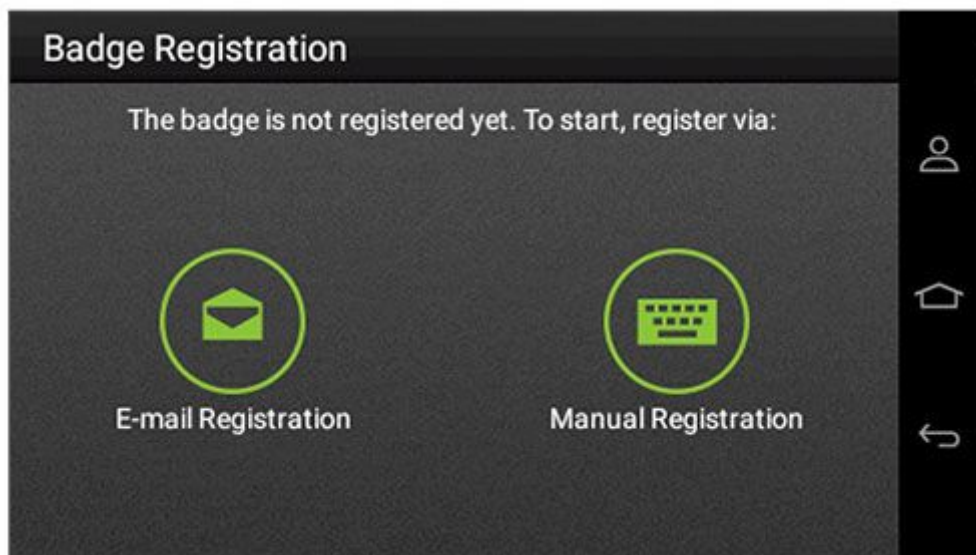 Badge Registration
The badge is not registered yet. To start, register via:
E-mail Registration
Manual Registration